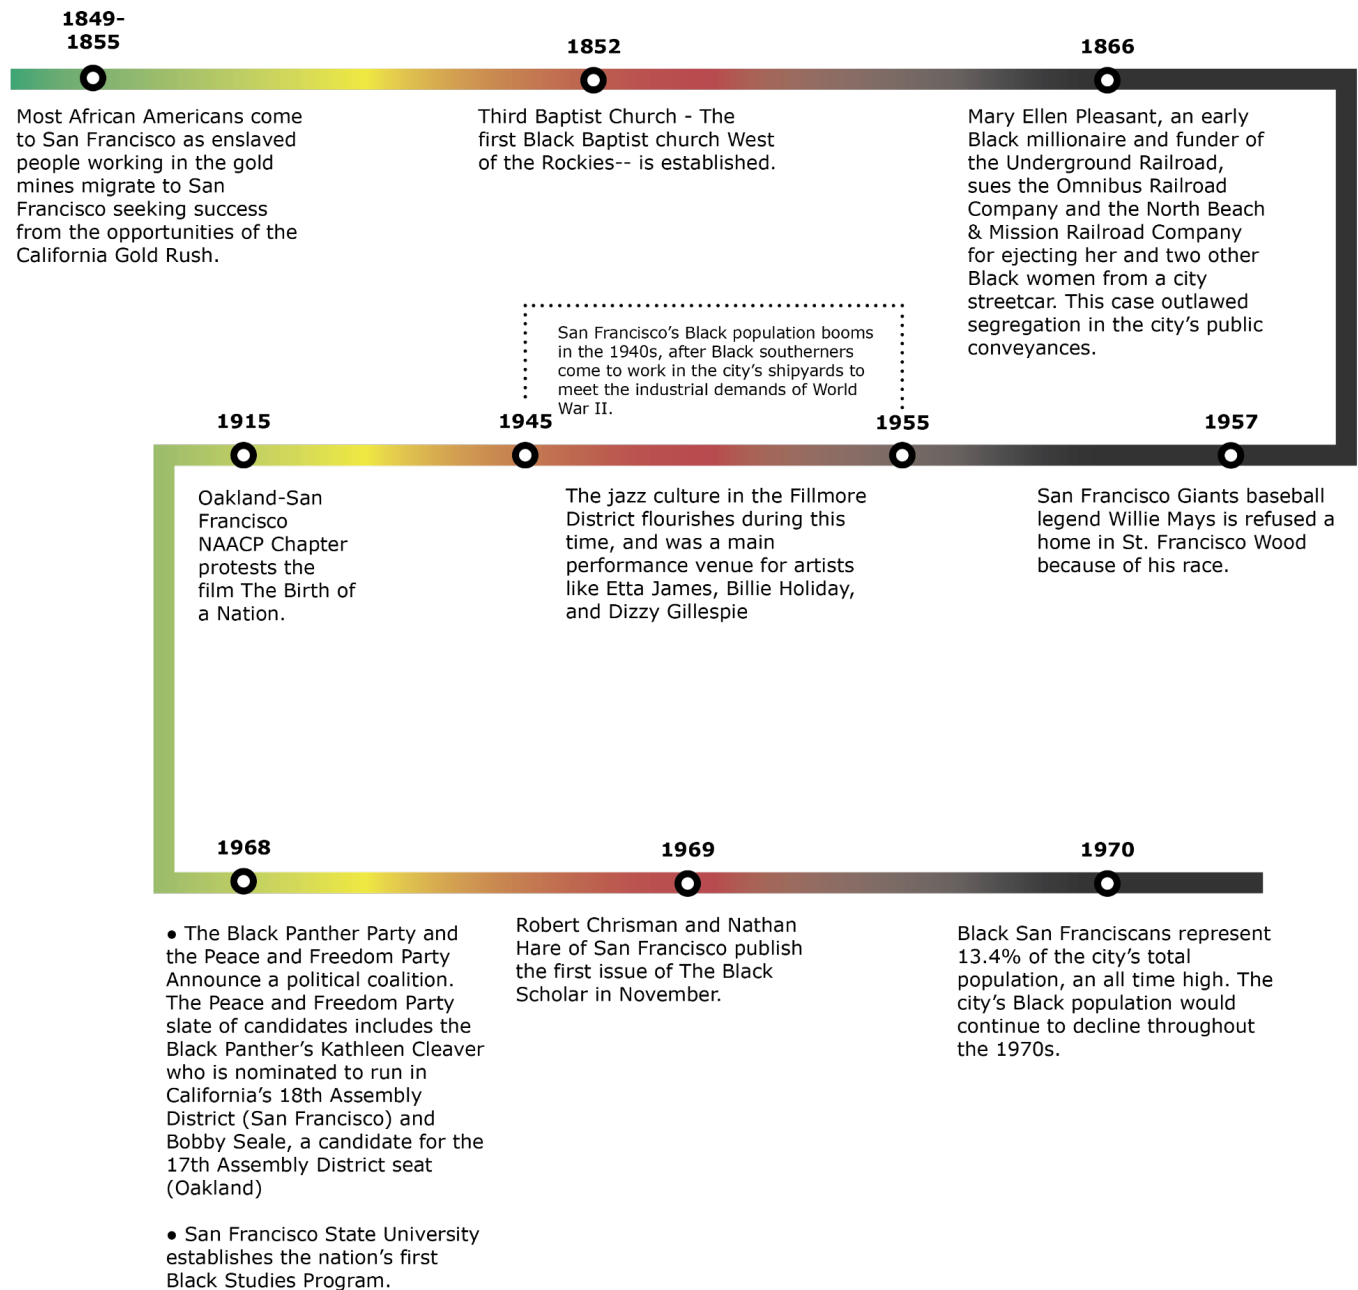 1849-
1855
Most African Americans come
to San Francisco as enslaved
people working in the gold
mines migrate to San
Francisco seeking success
from the opportunities of the
California Gold Rush.
1852
Third Baptist Church - The
first Black Baptist church West
of the Rockies-- is established.
1866
Mary Ellen Pleasant, an early
Black millionaire and funder of
the Underground Railroad,
sues the Omnibus Railroad
Company and the North Beach
& Mission Railroad Company
for ejecting her and two other
Black women from a city
streetcar. This case outlawed
segregation in the city’s public
conveyances.
San Francisco’s Black population booms
in the 1940s, after Black southerners
come to work in the city’s shipyards to
meet the industrial demands of World
War II.
1915
Oakland-San
Francisco
NAACP Chapter
protests the
film The Birth of
a Nation.
1945
1955
The jazz culture in the Fillmore
District flourishes during this
time, and was a main
performance venue for artists
like Etta James, Billie Holiday,
and Dizzy Gillespie
1957
San Francisco Giants baseball
legend Willie Mays is refused a
home in St. Francisco Wood
because of his race.
1968
● The Black Panther Party and
the Peace and Freedom Party
Announce a political coalition.
The Peace and Freedom Party
slate of candidates includes the
Black Panther’s Kathleen Cleaver
who is nominated to run in
California’s 18th Assembly
District (San Francisco) and
Bobby Seale, a candidate for the
17th Assembly District seat
(Oakland)
● San Francisco State University
establishes the nation’s first
Black Studies Program.
1969
Robert Chrisman and Nathan
Hare of San Francisco publish
the first issue of The Black
Scholar in November.
1970
Black San Franciscans represent
13.4% of the city’s total
population, an all time high. The
city’s Black population would
continue to decline throughout
the 1970s.